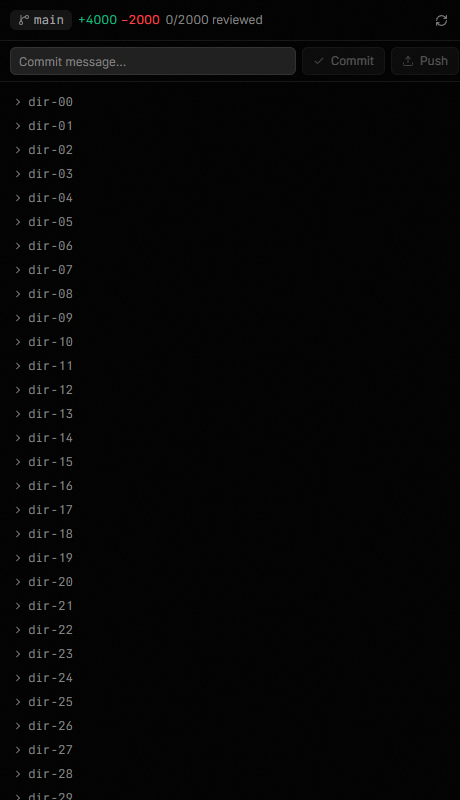 main +4000 −2000 0/2000 reviewed
Commit message... Commit Push
dir-00
dir-01
dir-02
dir-03
dir-04
dir-05
dir-06
dir-07
dir-08
dir-09
dir-10
dir-11
dir-12
dir-13
dir-14
dir-15
dir-16
dir-17
dir-18
dir-19
dir-20
dir-21
dir-22
dir-23
dir-24
dir-25
dir-26
dir-27
dir-28
dir-29